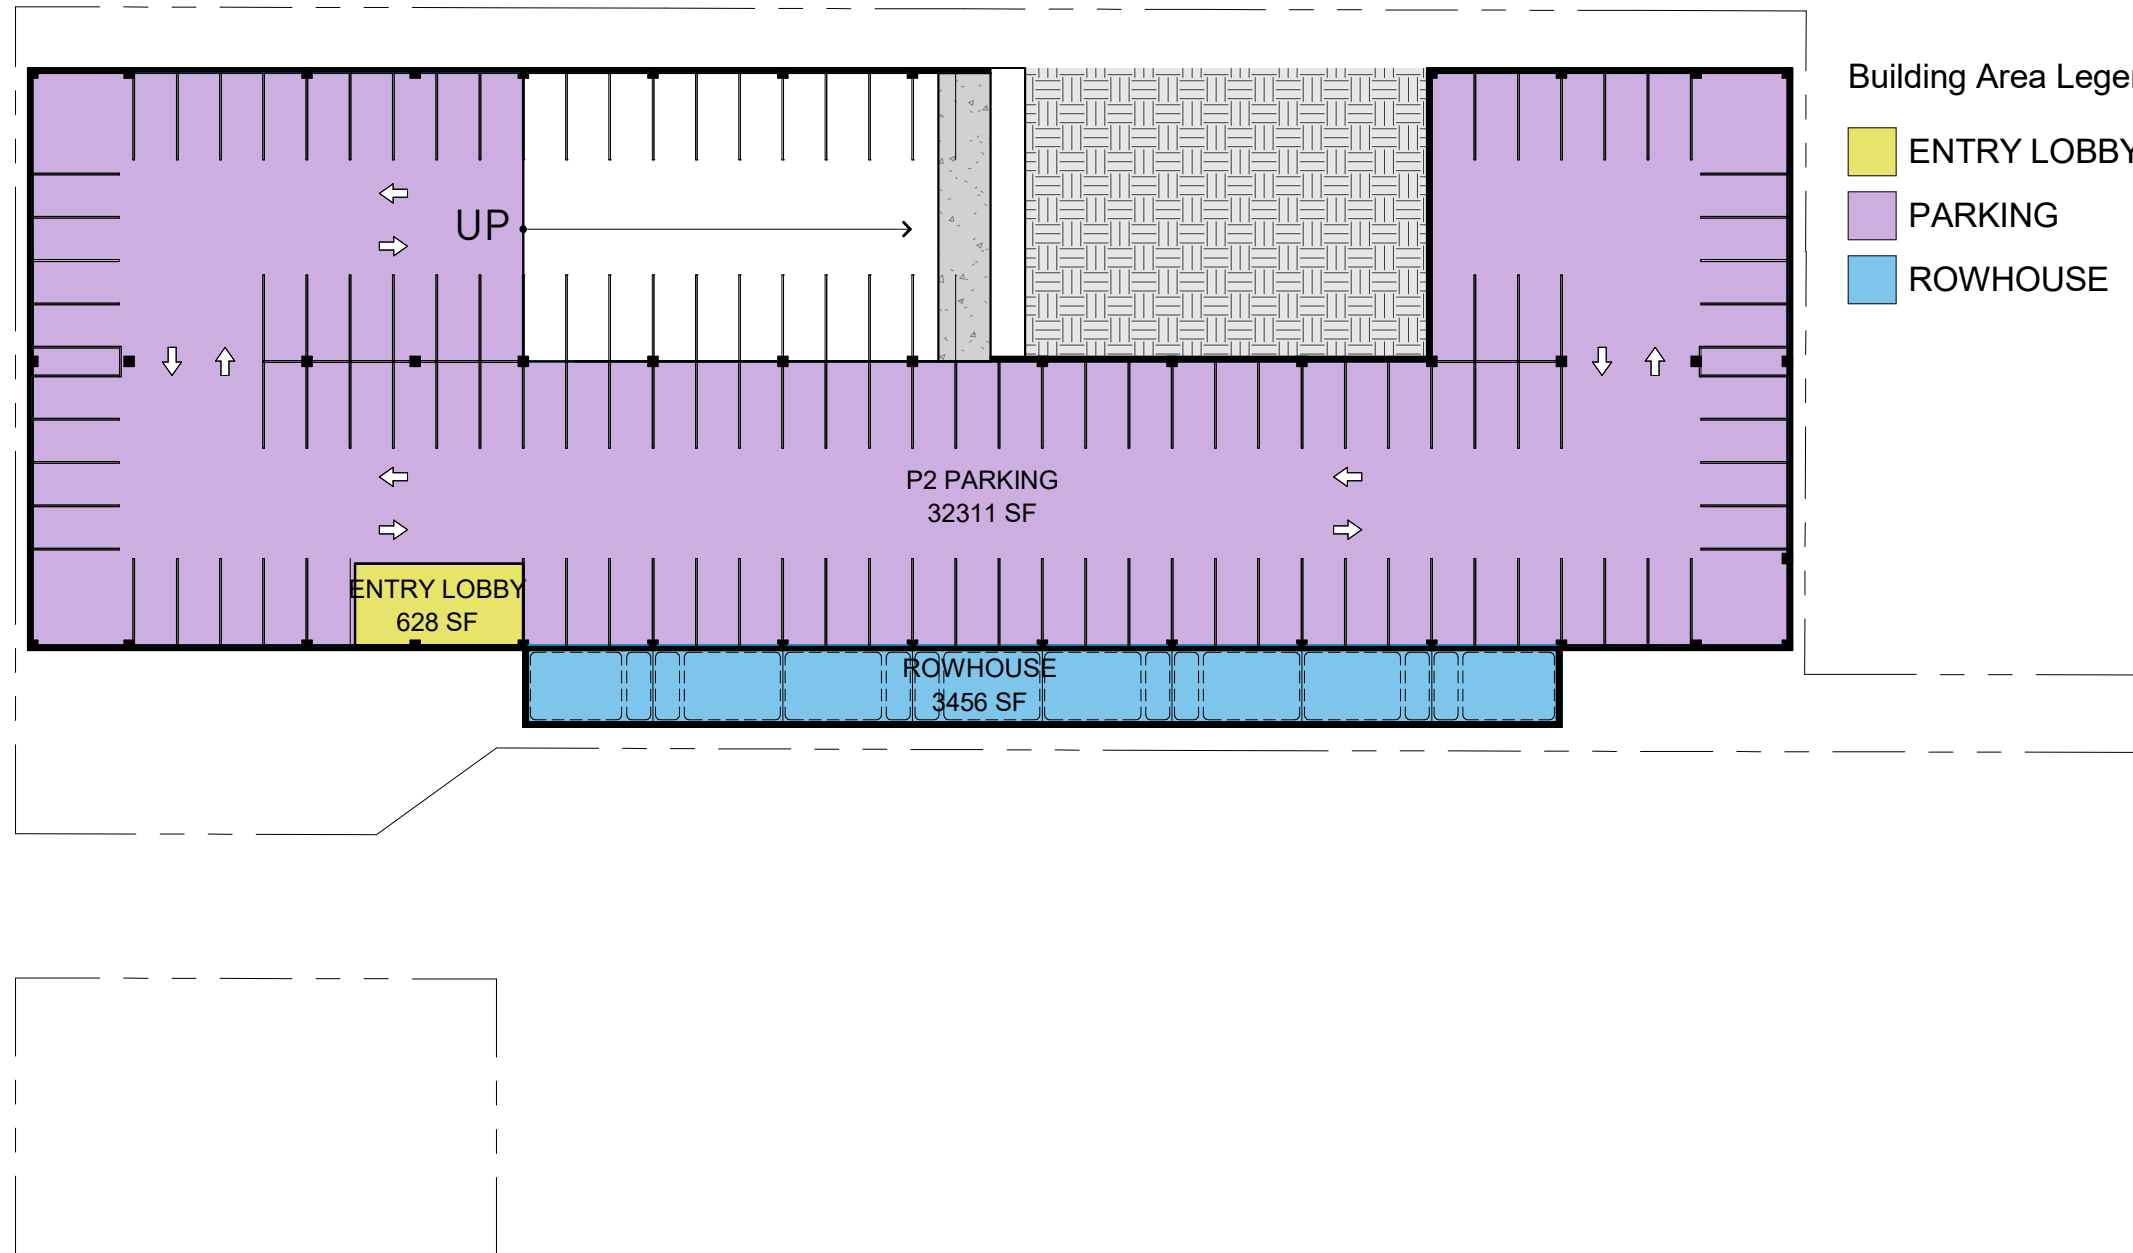 Building Area Legen
ENTRY LOBBY
PARKING
ROWHOUSE
UP
P2 PARKING
32311 SF
ENTRY LOBBY
628 SF
ROWHOUSE
3456 SF